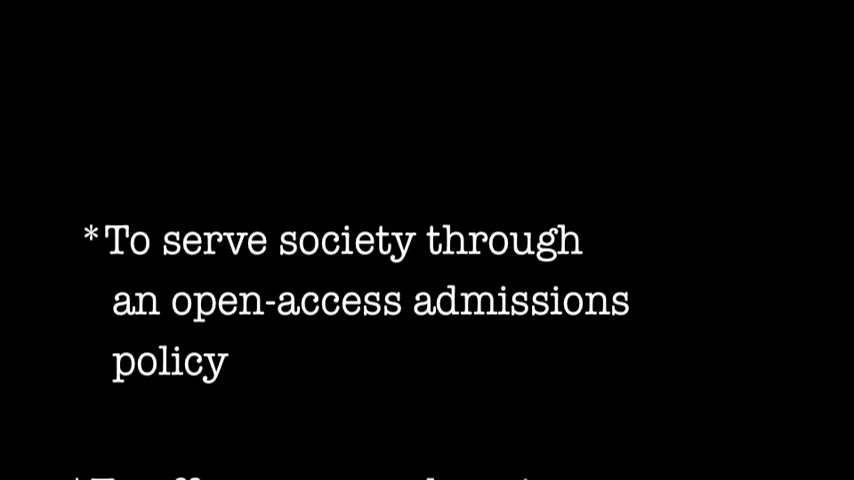 *To serve society through
an open-access admissions
policy